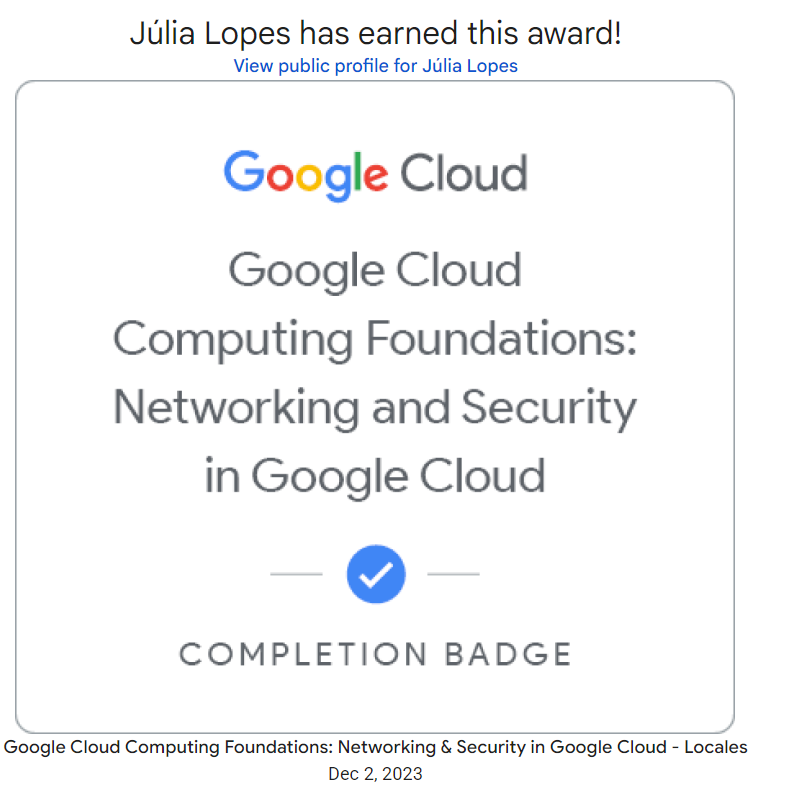 Júlia Lopes has earned this award!
View public profile for Júlia Lopes
Google Cloud
Google Cloud
Computing Foundations:
Networking and Security
in Google Cloud
COMPLETION BADGE
Google Cloud Computing Foundations: Networking & Security in Google Cloud - Locales
Dec 2, 2023